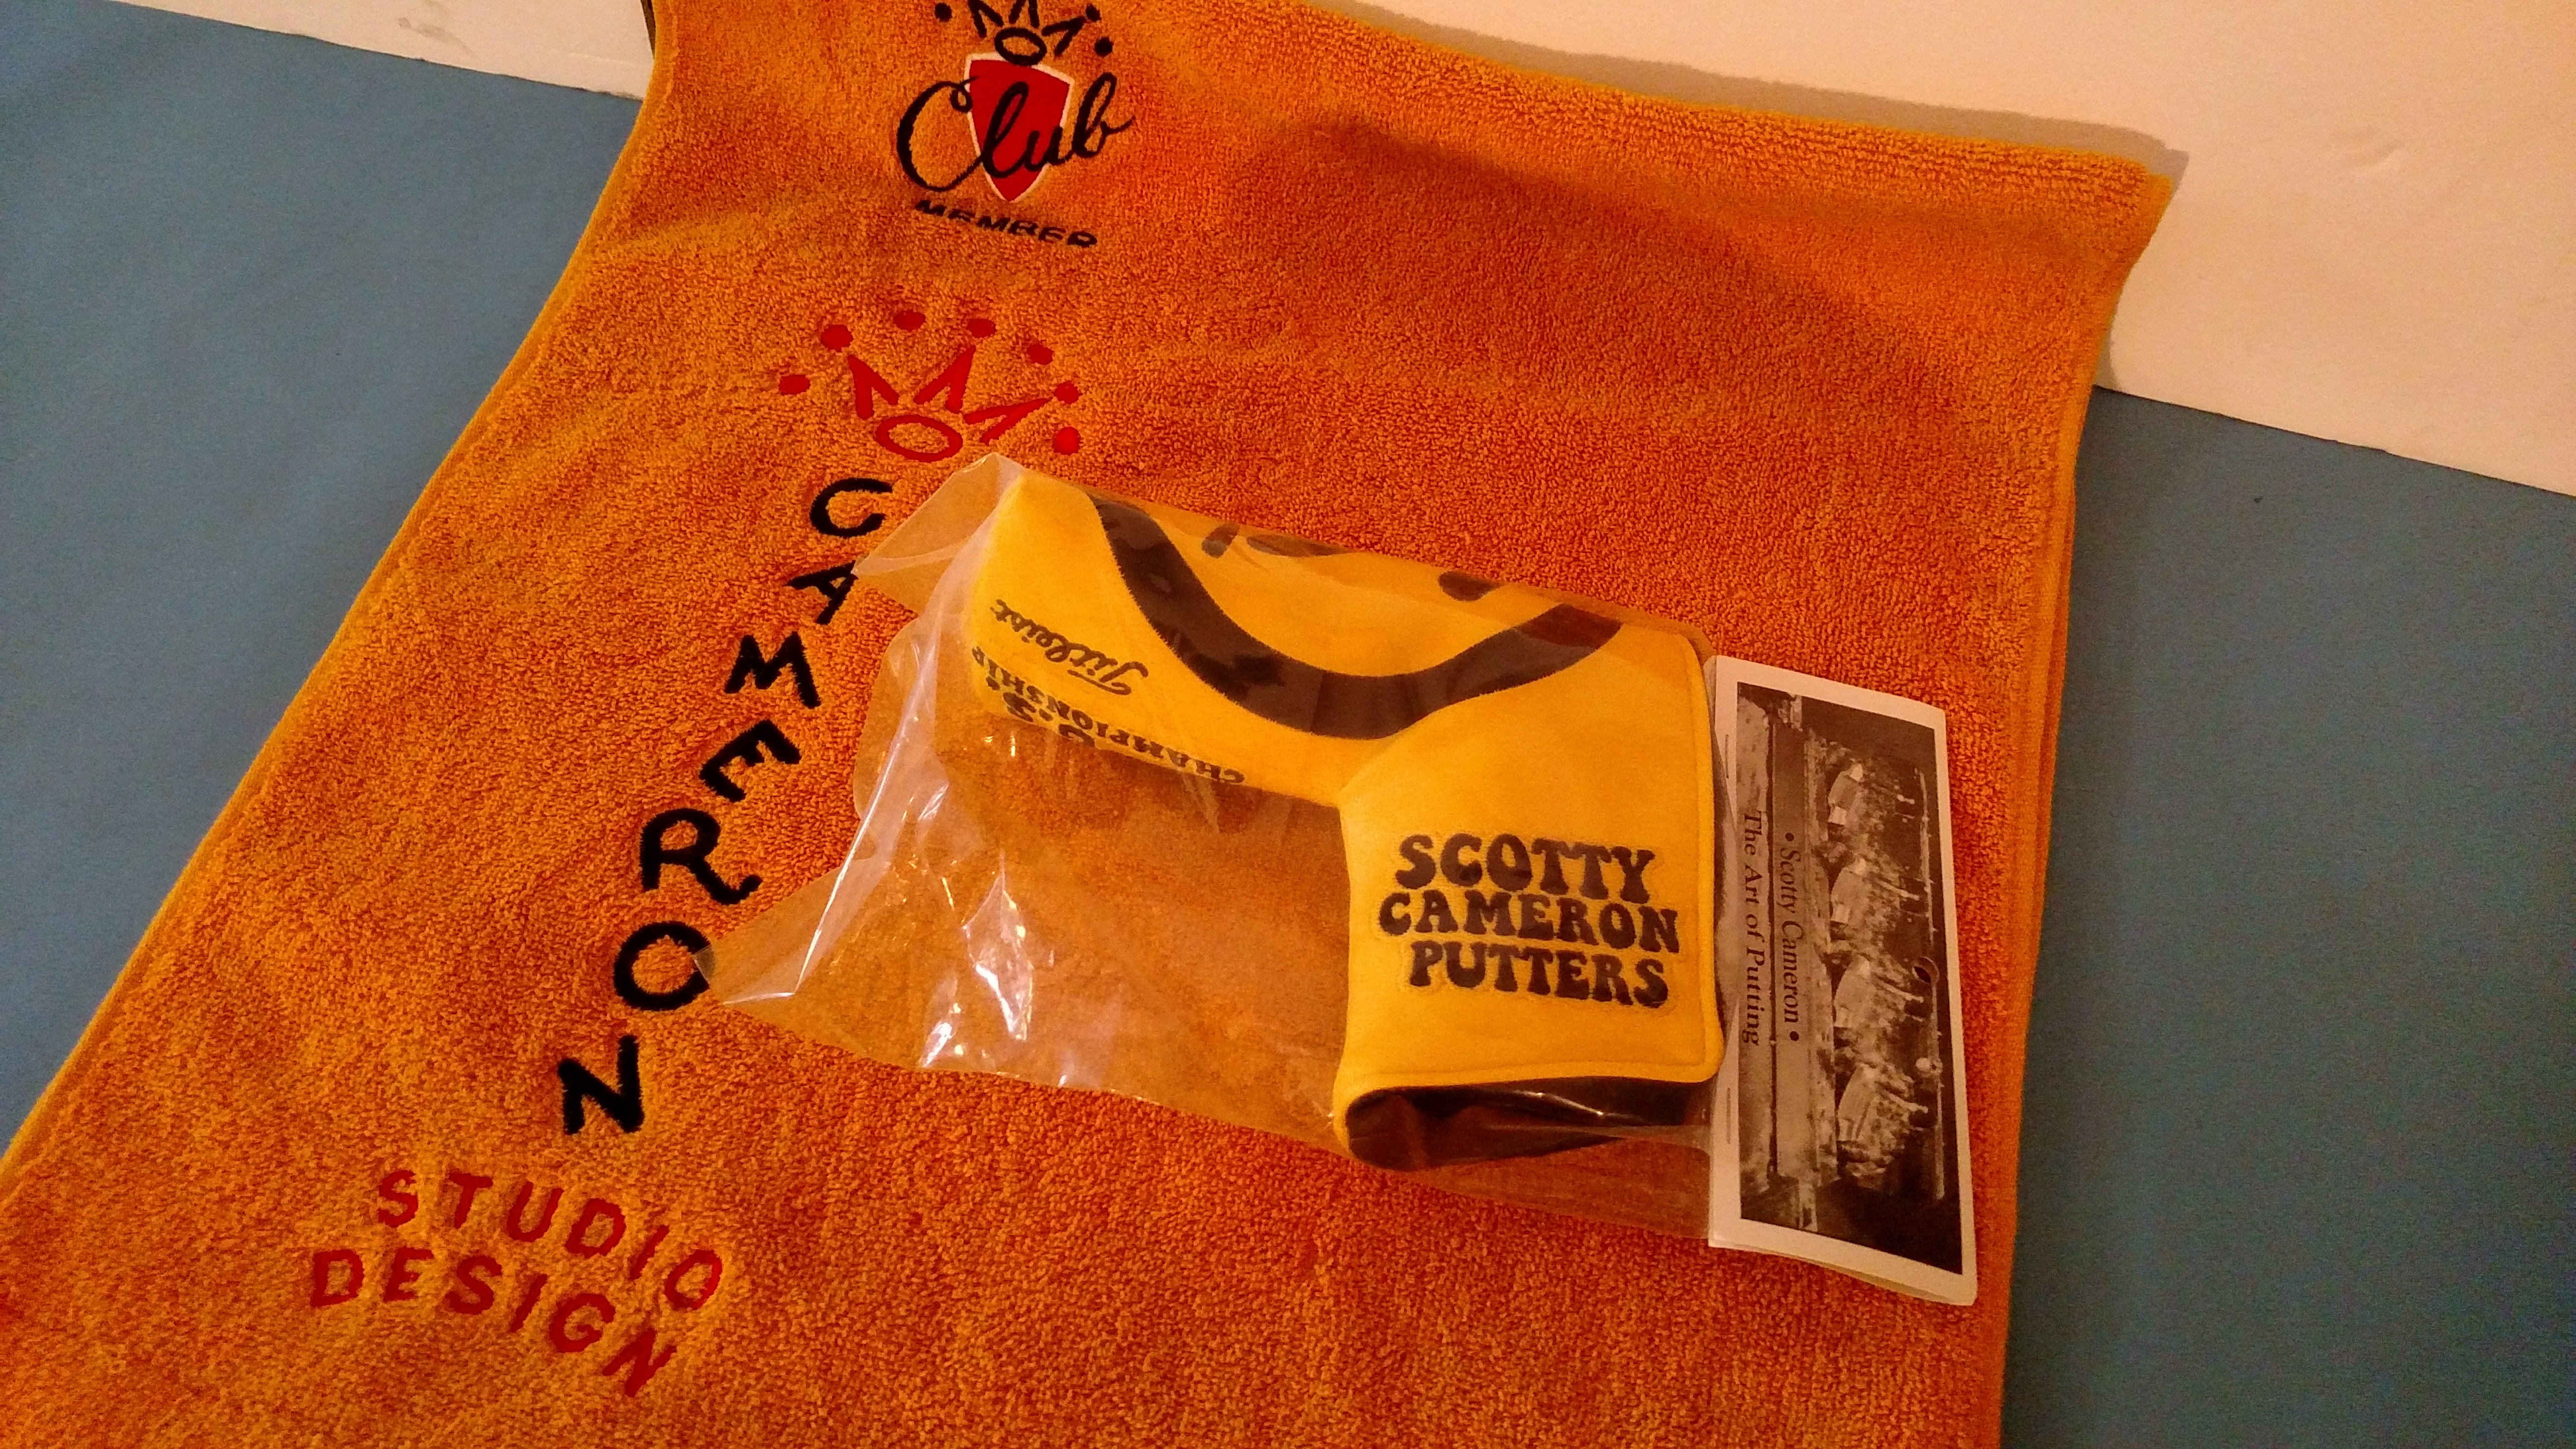 Club
MEMBER
CAMERON
STUDIO
DESIGN
Titleist
CHAMPIONSHIP
SCOTTY
CAMERON
PUTTERS
• Scotty Cameron •
The Art of Putting